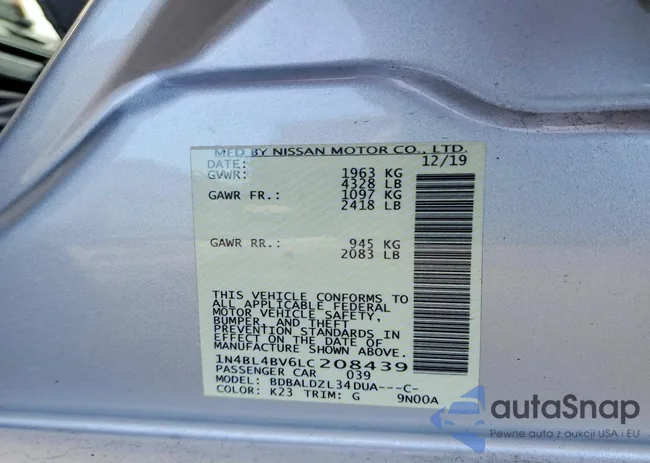 MFD BY NISSAN MOTOR CO., LTD.
DATE: 12/19
GVWR: 1963 KG
4328 LB
GAWR FR.: 1097 KG
2418 LB
GAWR RR.: 945 KG
2083 LB
THIS VEHICLE CONFORMS TO
ALL APPLICABLE FEDERAL
MOTOR VEHICLE SAFETY,
BUMPER, AND THEFT
PREVENTION STANDARDS IN
EFFECT ON THE DATE OF
MANUFACTURE SHOWN ABOVE.
1N4BL4BV6LC208439
PASSENGER CAR 039
MODEL: BDBALDZL34DUA---C-
COLOR: K23 TRIM: G 9N00A
autoSnap
Pewne auta z aukcji USA i EU